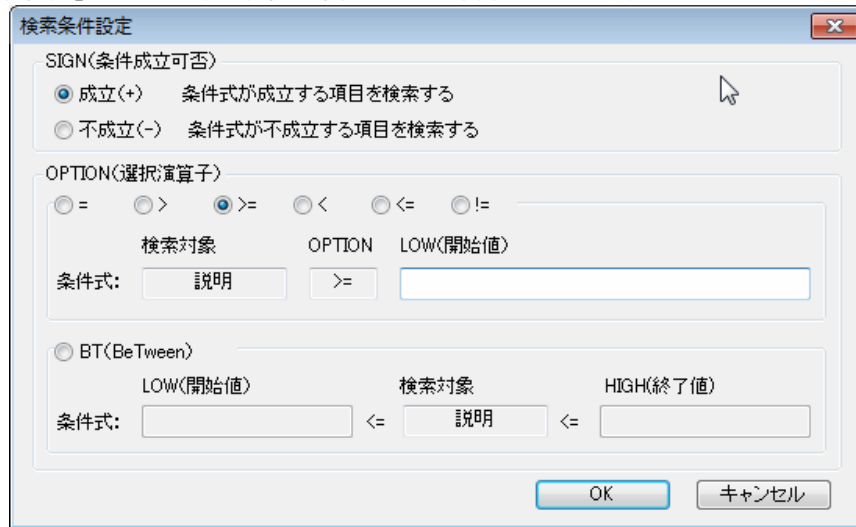 検索条件設定
SIGN(条件成立可否)
成立(+) 条件式が成立する項目を検索する
不成立(-) 条件式が不成立する項目を検索する
OPTION(選択演算子)
= > >= < <= !=
検索対象 OPTION LOW(開始値)
条件式: 説明 >=
BT(BeTween)
LOW(開始値) 検索対象 HIGH(終了値)
条件式: <= 説明 <=
OK キャンセル